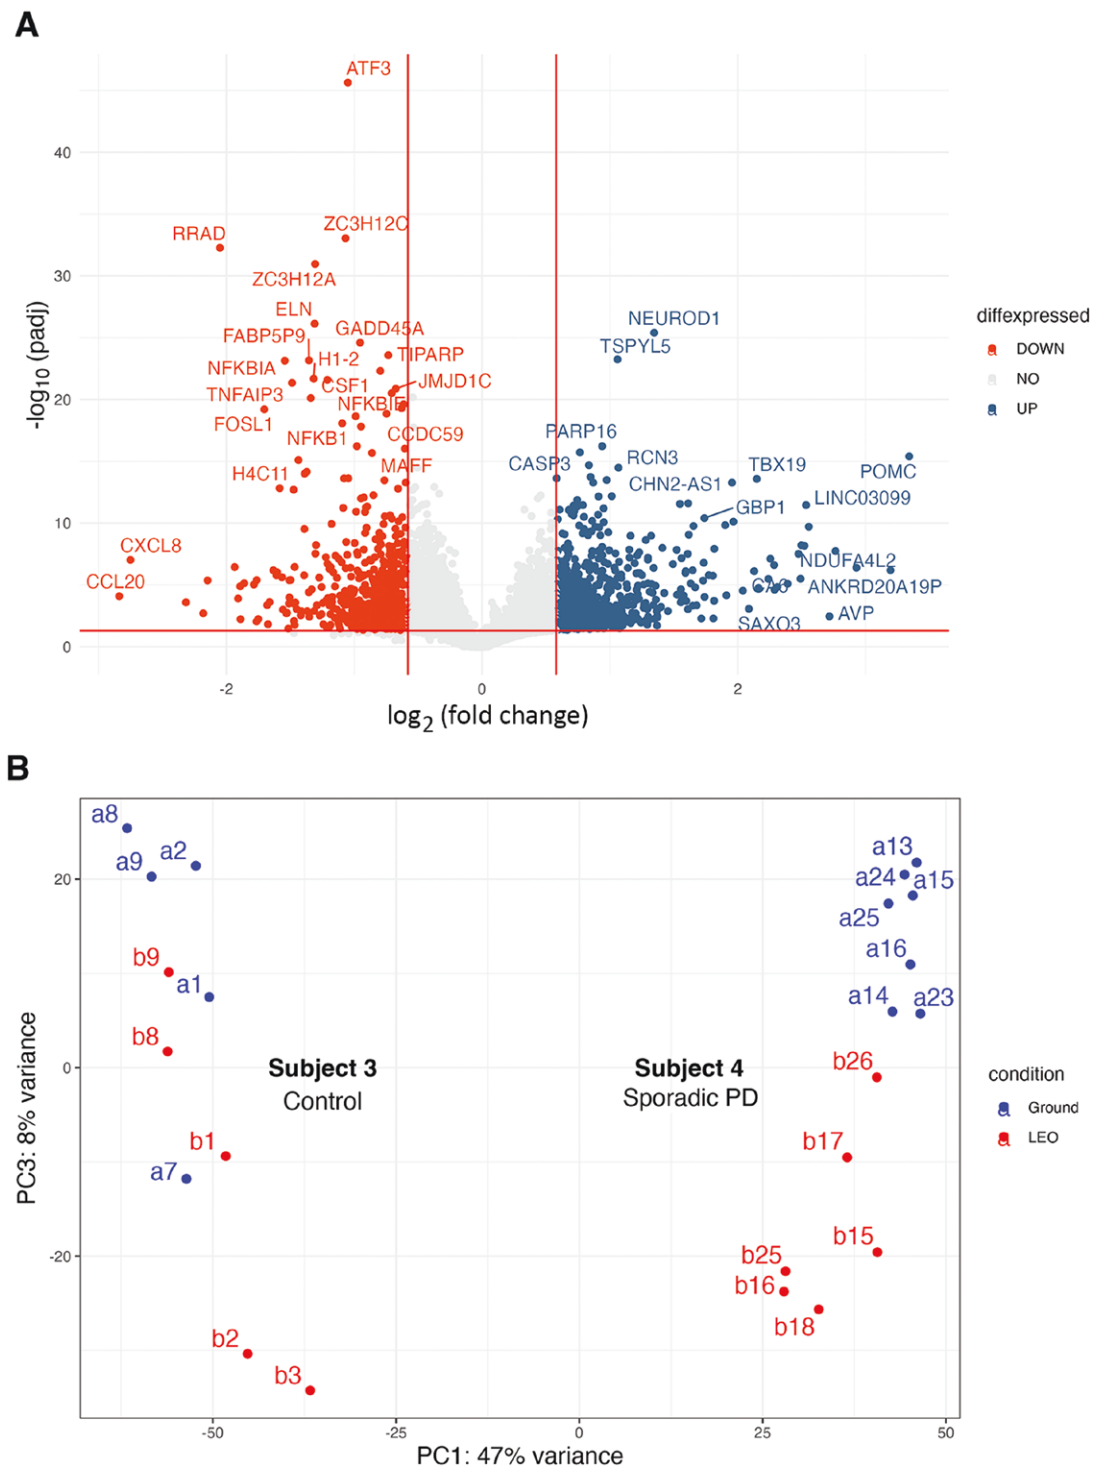 A
ATF3
40
ZC3H12C
RRAD
30
ZC3H12A
ELN
NEUROD1
diffexpressed
FABP5P9
GADD45A
TSPYL5
DOWN
H1-2
TIPARP
NFKBIA
NO
CSF1
JMJD1C
TNFAIP3
NFKBIE
20
UP
FOSL1
PARP16
NFKB1
CCDC59
CASP3
RCN3
TBX19
H4C11
MAFF
POMC
CHN2-AS1
LINC03099
GBP1
10
CXCL8
NDUFA4L2
CCL20
CA6
ANKRD20A19P
SAXO3
AVP
0
-log10 (padj)
-2
0
2
log2 (fold change)
B
a8
a9
a2
a13
a24
a15
20
a25
b9
a16
a1
a14
a23
b8
0
Subject 3
Control
Subject 4
Sporadic PD
b26
condition
Ground
LEO
b1
b17
a7
b15
-20
b25
b16
b18
b2
b3
PC3: 8% variance
-50
-25
0
25
50
PC1: 47% variance